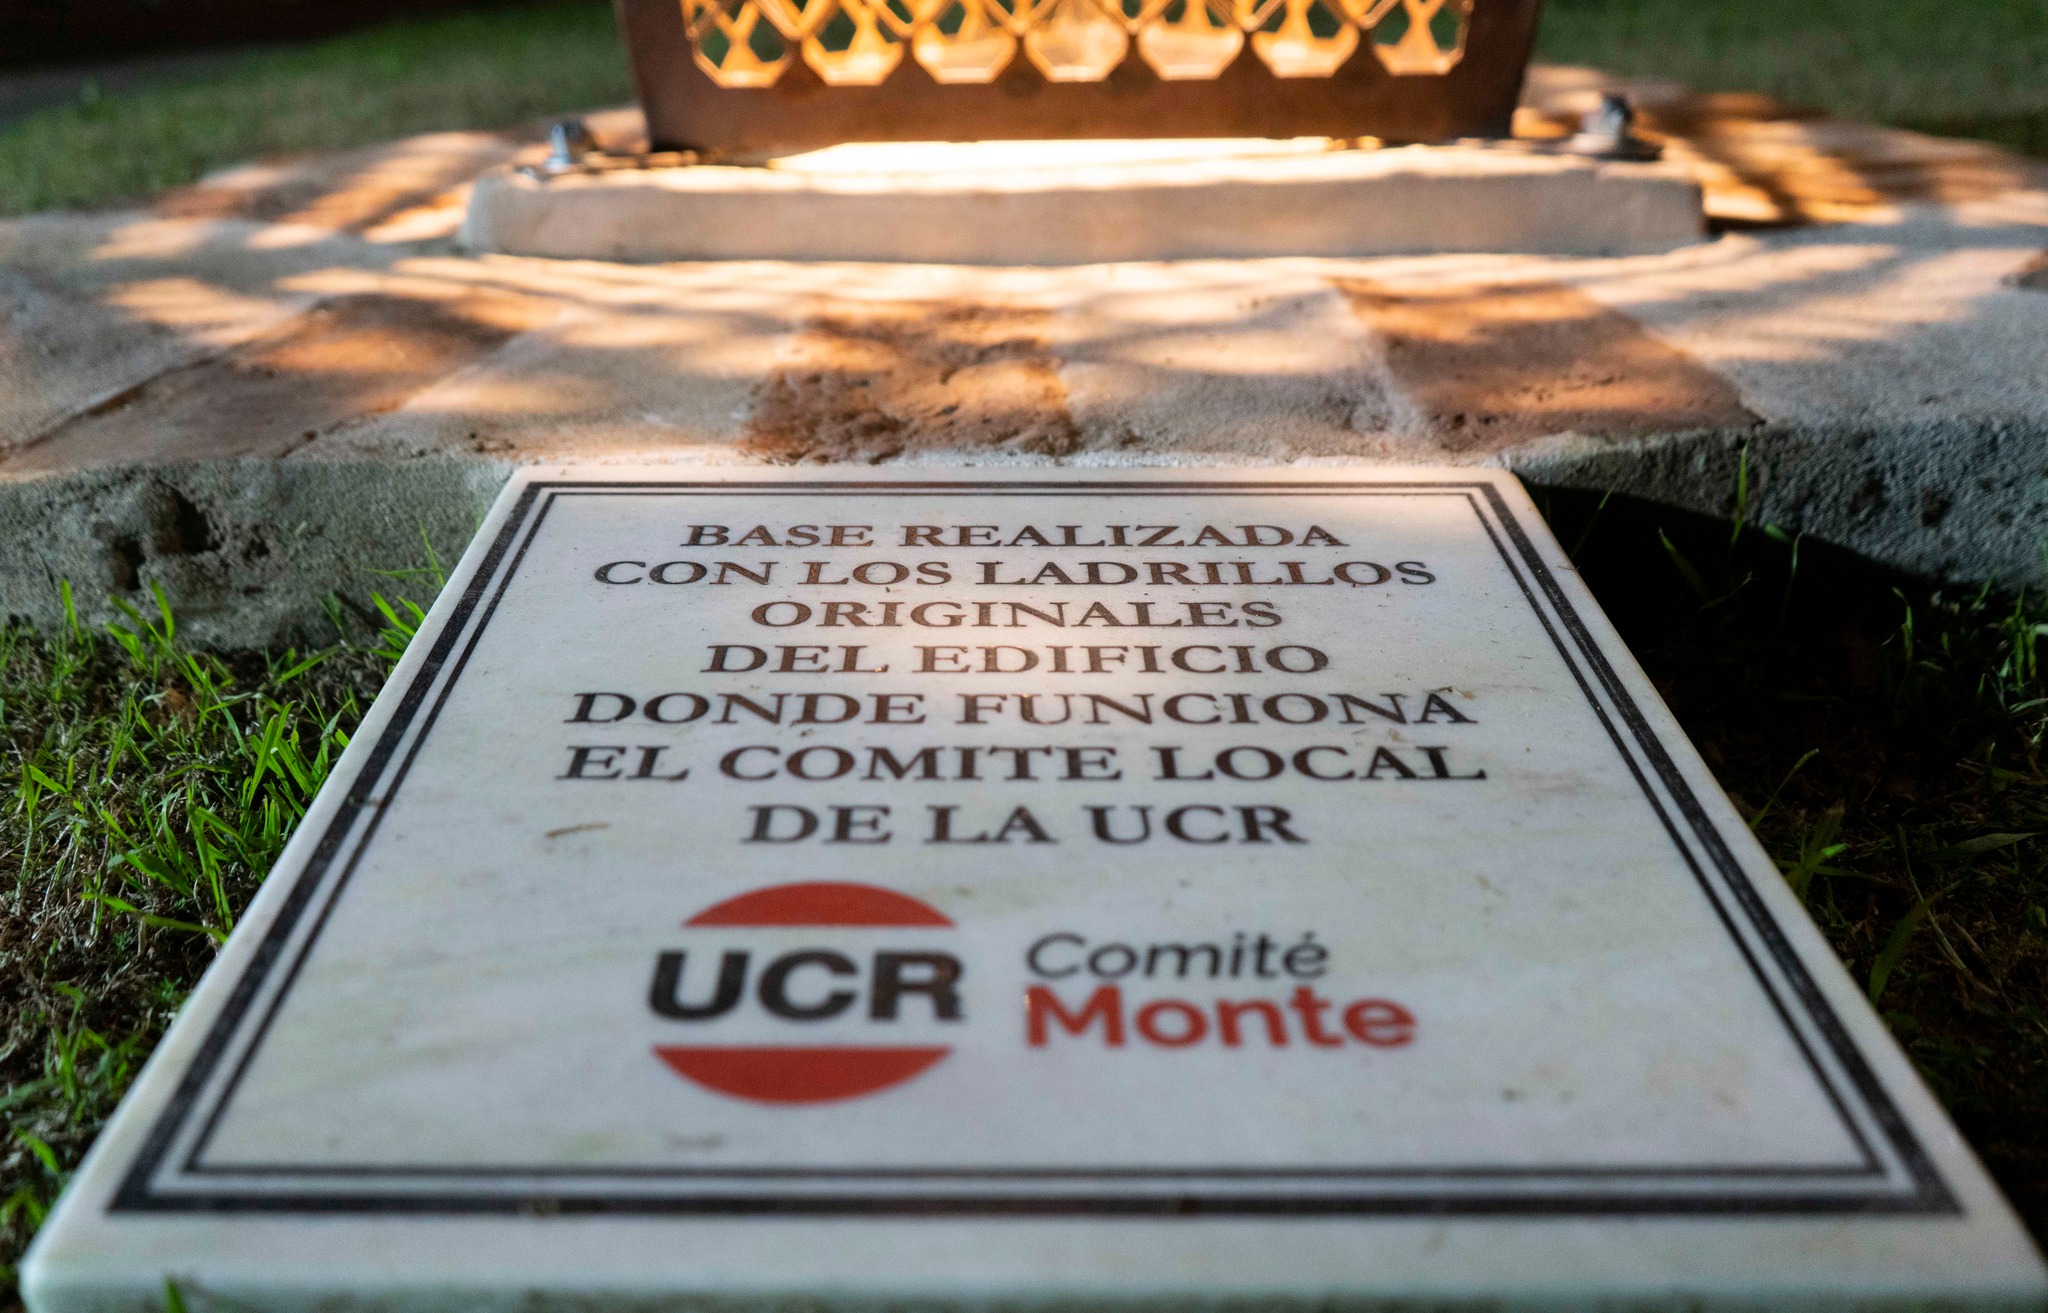 BASE REALIZADA
CON LOS LADRILLOS
ORIGINALES
DEL EDIFICIO
DONDE FUNCIONA
EL COMITE LOCAL
DE LA UCR
UCR
Comité
Monte